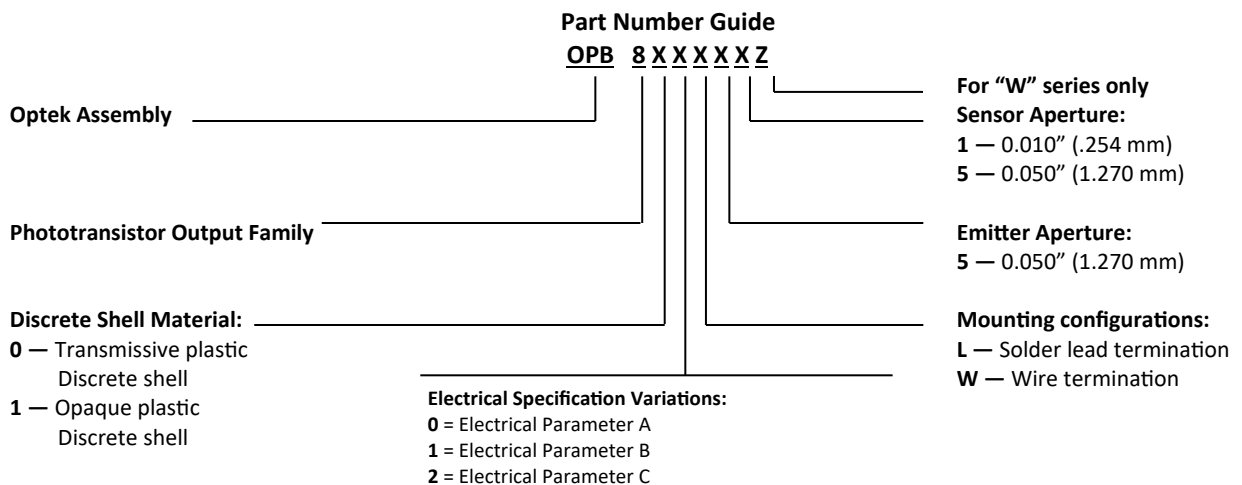 Part Number Guide
OPB 8 X X X X X Z
For “W” series only
Optek Assembly
Sensor Aperture:
1 — 0.010” (.254 mm)
5 — 0.050” (1.270 mm)
Phototransistor Output Family
Emitter Aperture:
5 — 0.050” (1.270 mm)
Discrete Shell Material:
0 — Transmissive plastic
Discrete shell
1 — Opaque plastic
Discrete shell
Mounting configurations:
L — Solder lead termination
W — Wire termination
Electrical Specification Variations:
0 = Electrical Parameter A
1 = Electrical Parameter B
2 = Electrical Parameter C